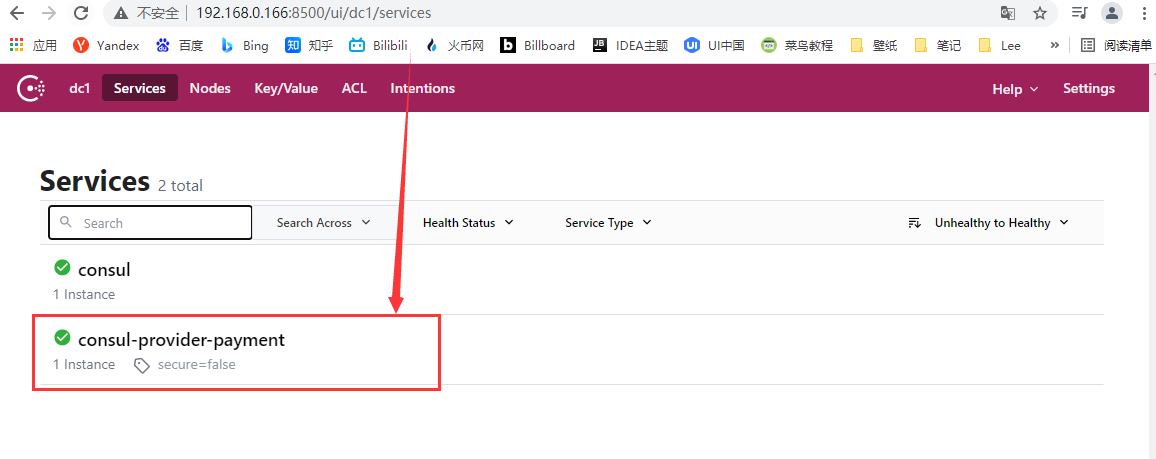 不安全 192.168.0.166:8500/ui/dc1/services
应用 Yandex 百度 Bing 知 知乎 Bilibili 火币网 b Billboard JB IDEA主题 UI UI中国 菜鸟教程 壁纸 笔记 Lee » 阅读清单
dc1 Services Nodes Key/Value ACL Intentions Help Settings
Services 2 total
Search Search Across Health Status Service Type Unhealthy to Healthy
consul
1 Instance
consul-provider-payment
1 Instance secure=false